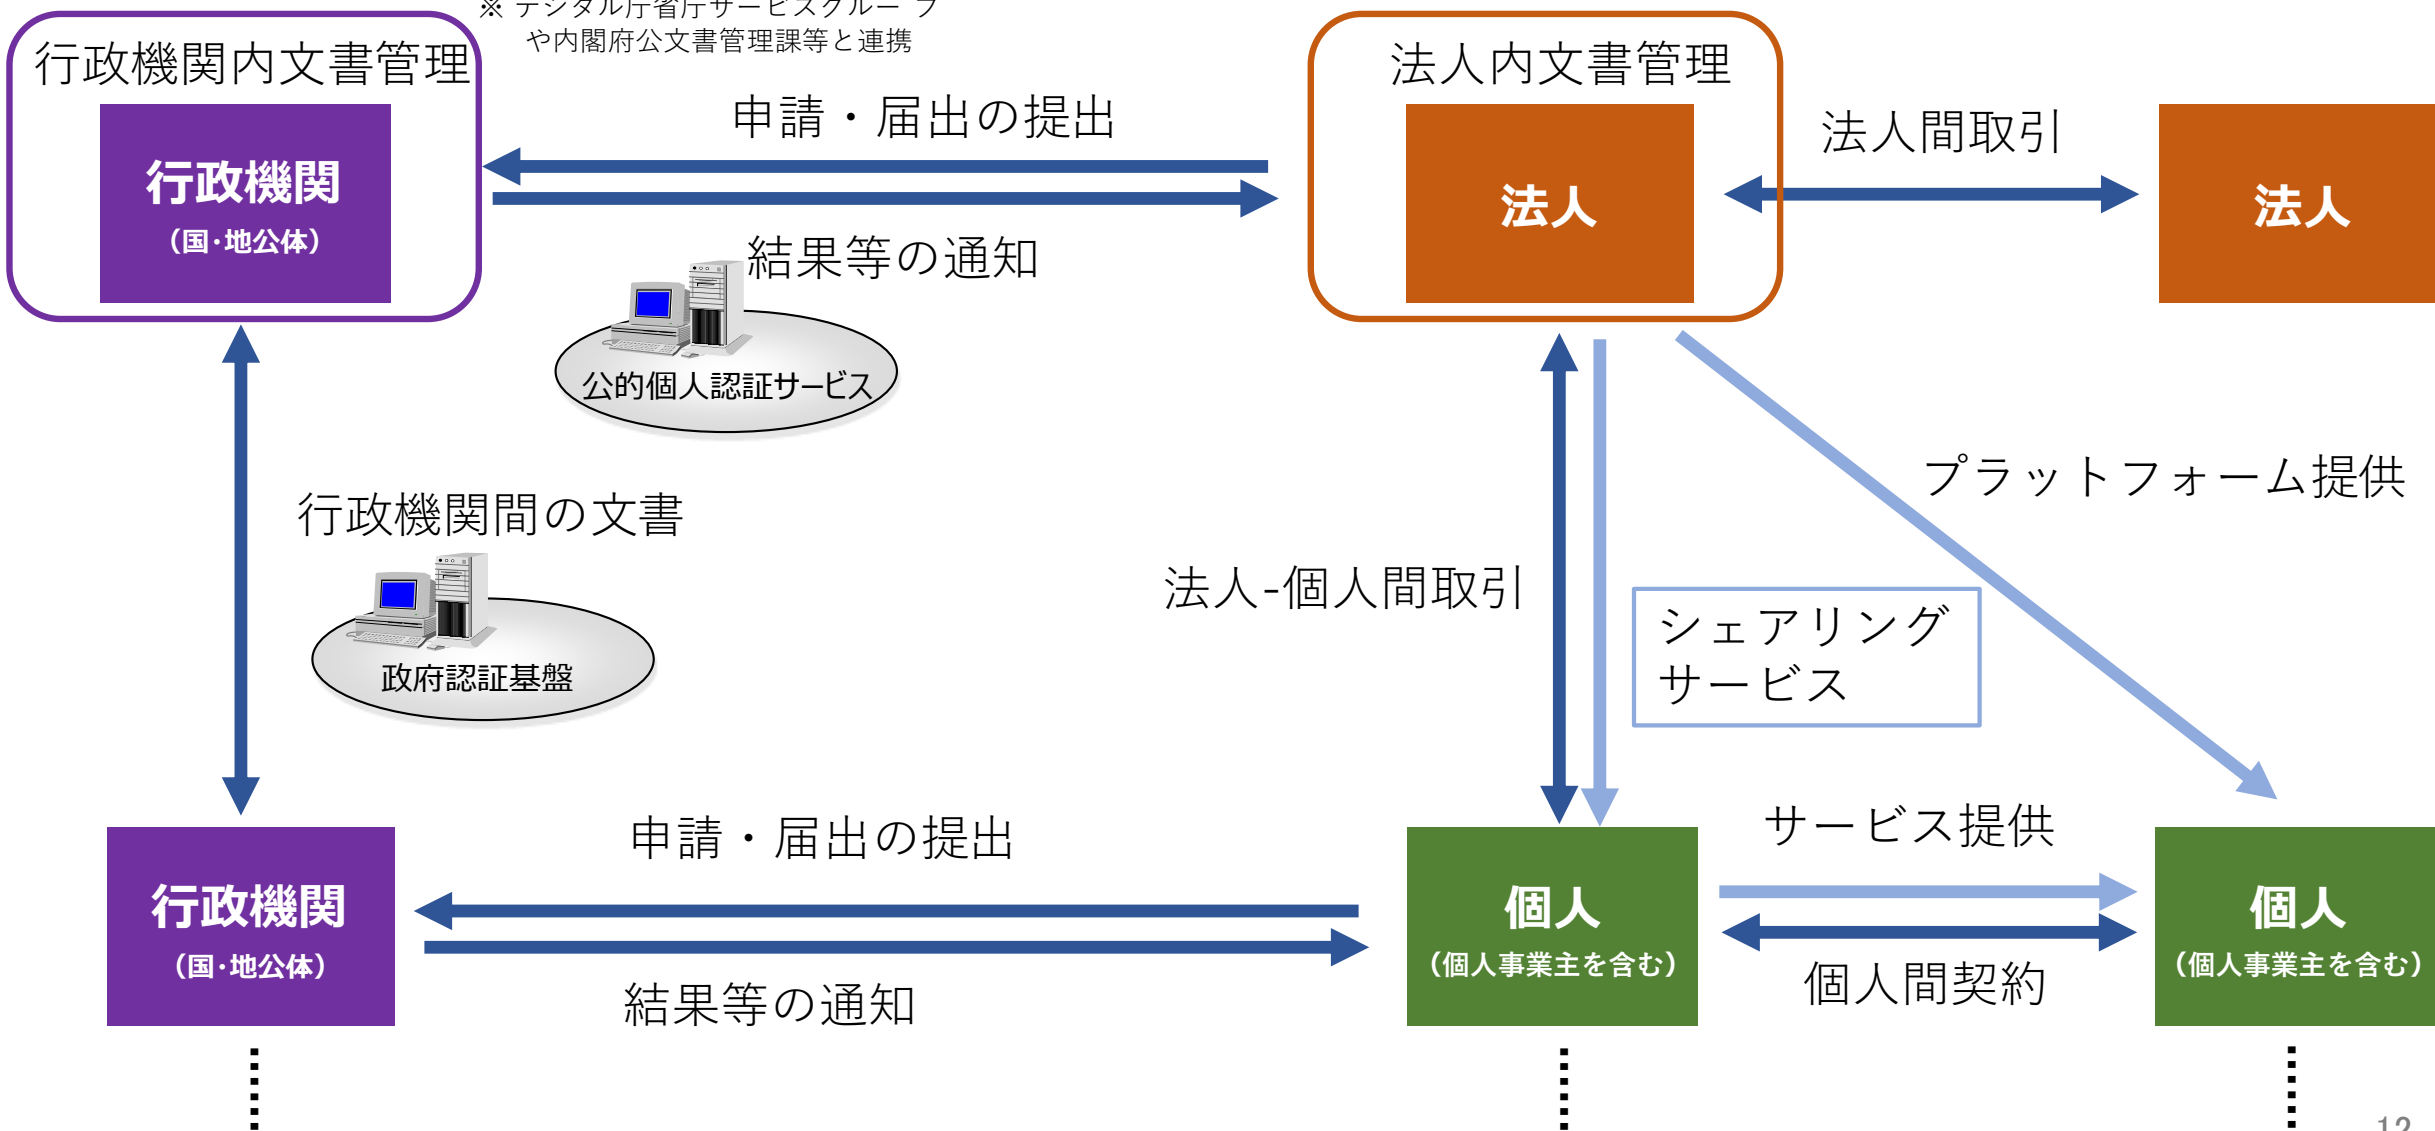 ※ デジタル庁省庁サービスグループ
や内閣府公文書管理課等と連携
行政機関内文書管理
法人内文書管理
申請・届出の提出
法人間取引
行政機関
（国・地公体）
法人
法人
結果等の通知
公的個人認証サービス
プラットフォーム提供
行政機関間の文書
法人-個人間取引
シェアリング
サービス
政府認証基盤
申請・届出の提出
サービス提供
行政機関
（国・地公体）
個人
（個人事業主を含む）
個人
（個人事業主を含む）
結果等の通知
個人間契約
12